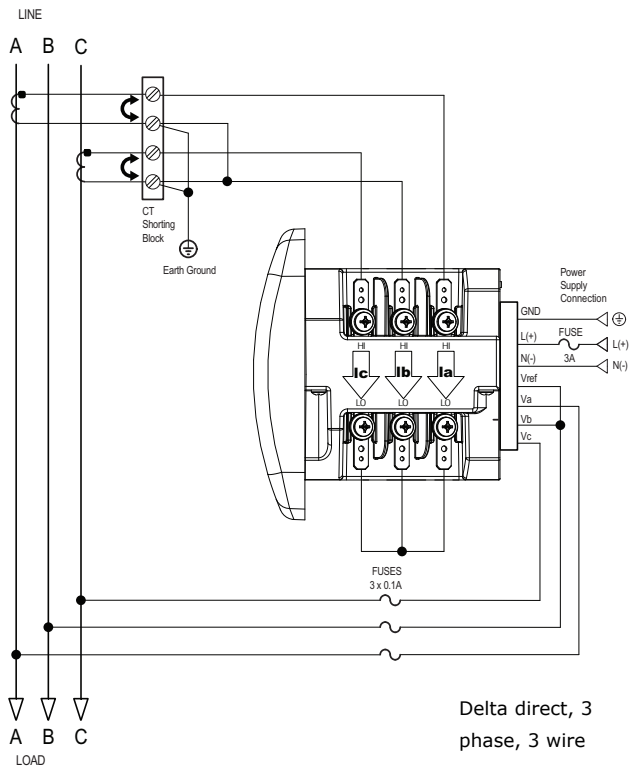 LINE
A B C
CT
Shorting
Block
Earth Ground
Power
Supply
Connection
GND
L(+)
FUSE
L(+)
3A
N(-)
N(-)
Vref
Va
Vb
Vc
HI HI HI
Ic Ib Ia
LO LO LO
FUSES
3 x 0.1A
A B C
LOAD
Delta direct, 3
phase, 3 wire